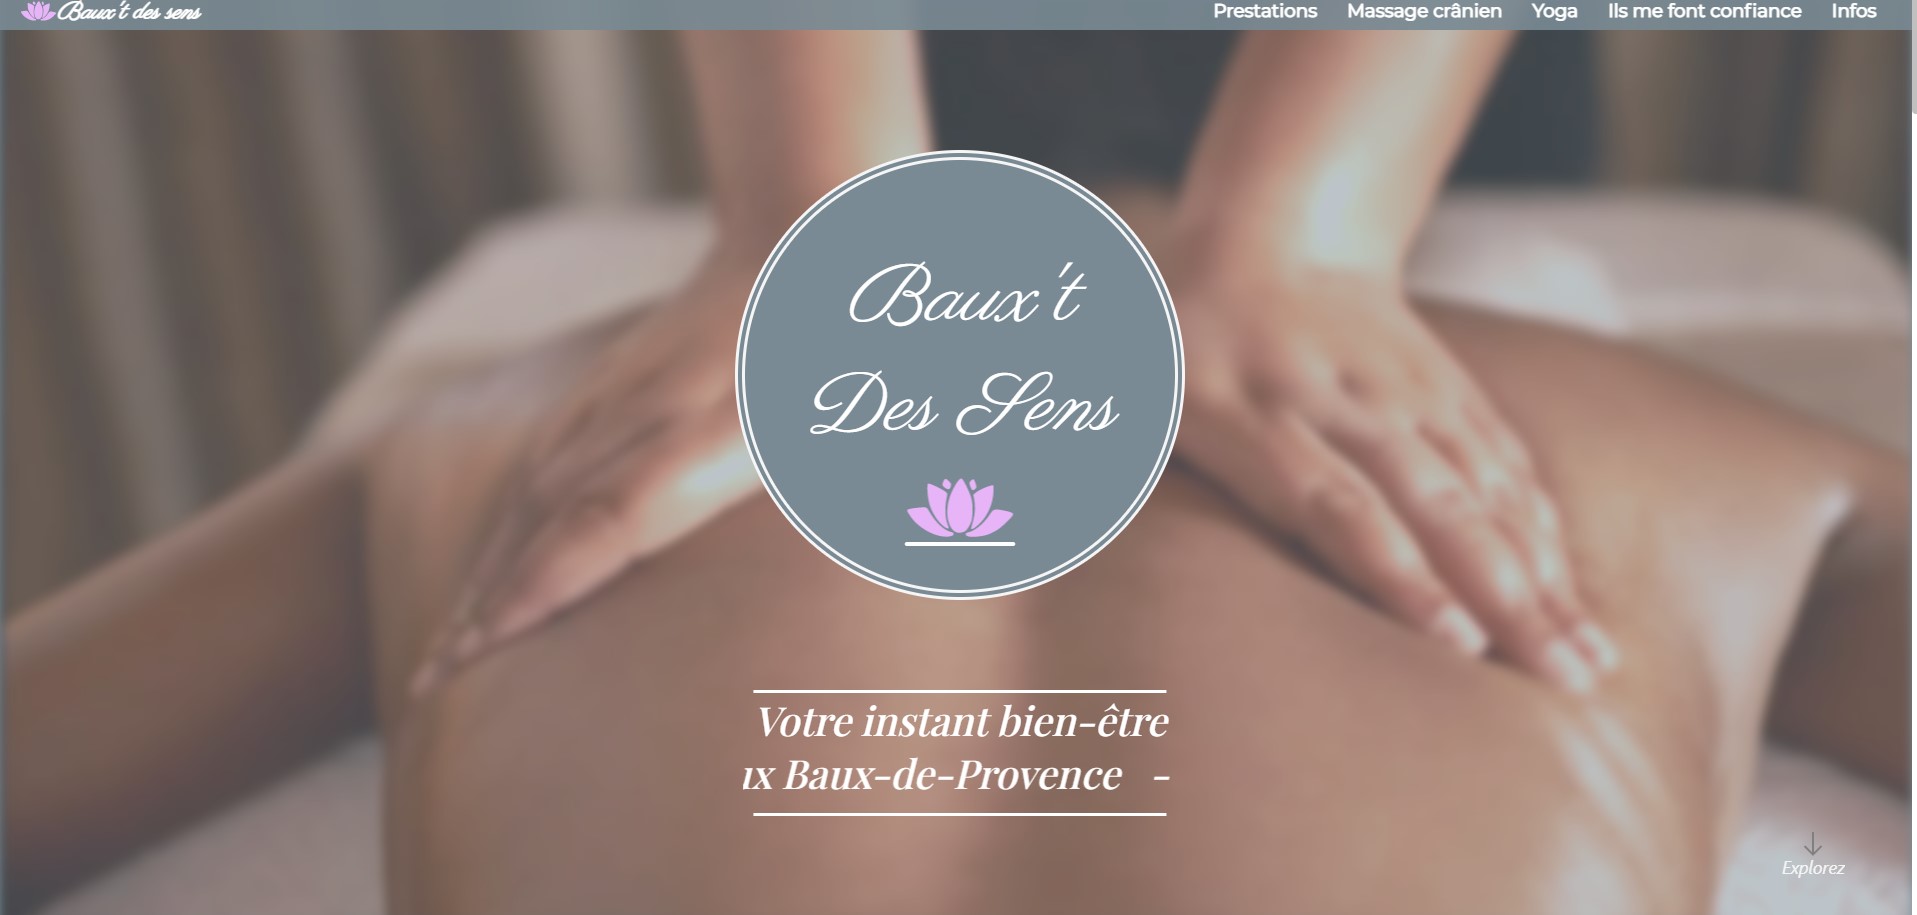 Baux't des sens
Prestations Massage crânien Yoga Ils me font confiance Infos
Baux't
Des Sens
Votre instant bien-être
ux Baux-de-Provence -
Explorez